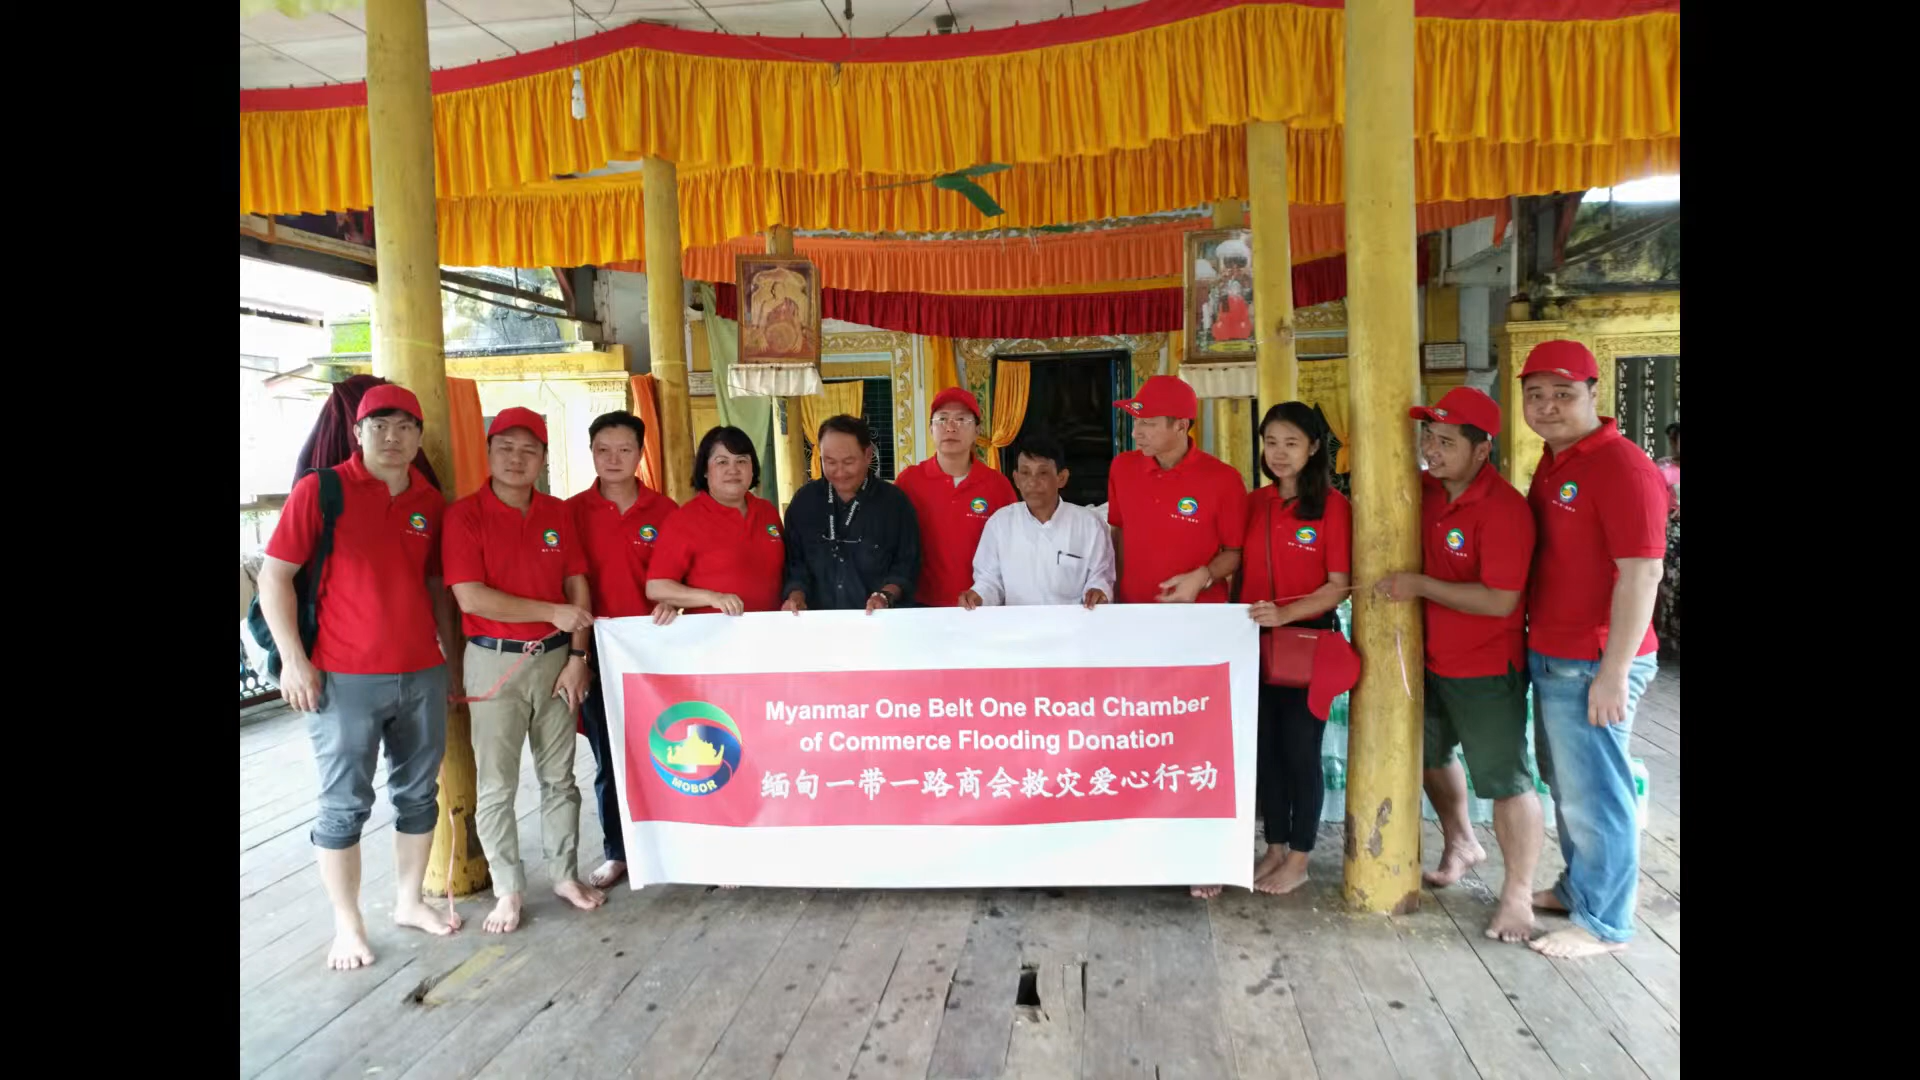 Myanmar One Belt One Road Chamber
of Commerce Flooding Donation
缅甸一带一路商会救灾爱心行动
MOBOR